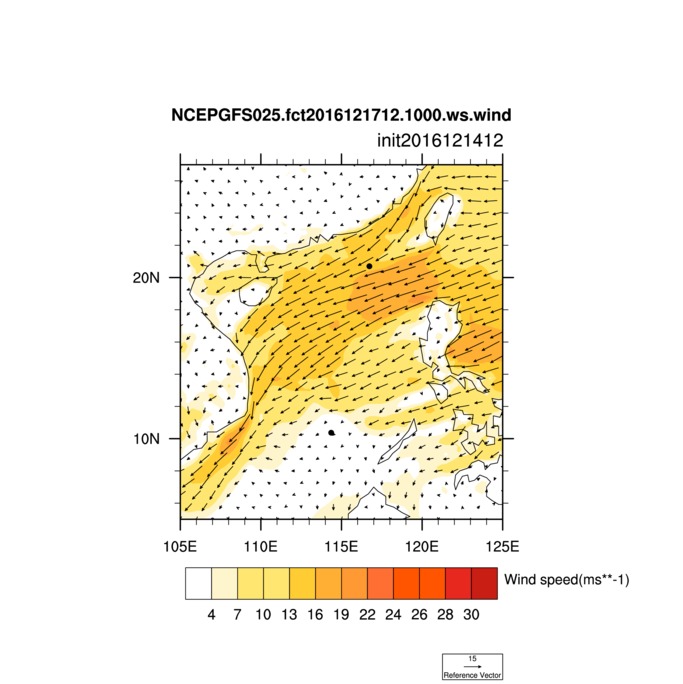 NCEPGFS025.fct2016121712.1000.ws.wind
init2016121412
20N
10N
105E 110E 115E 120E 125E
Wind speed(ms**-1)
4 7 10 13 16 19 22 24 26 28 30
15
Reference Vector